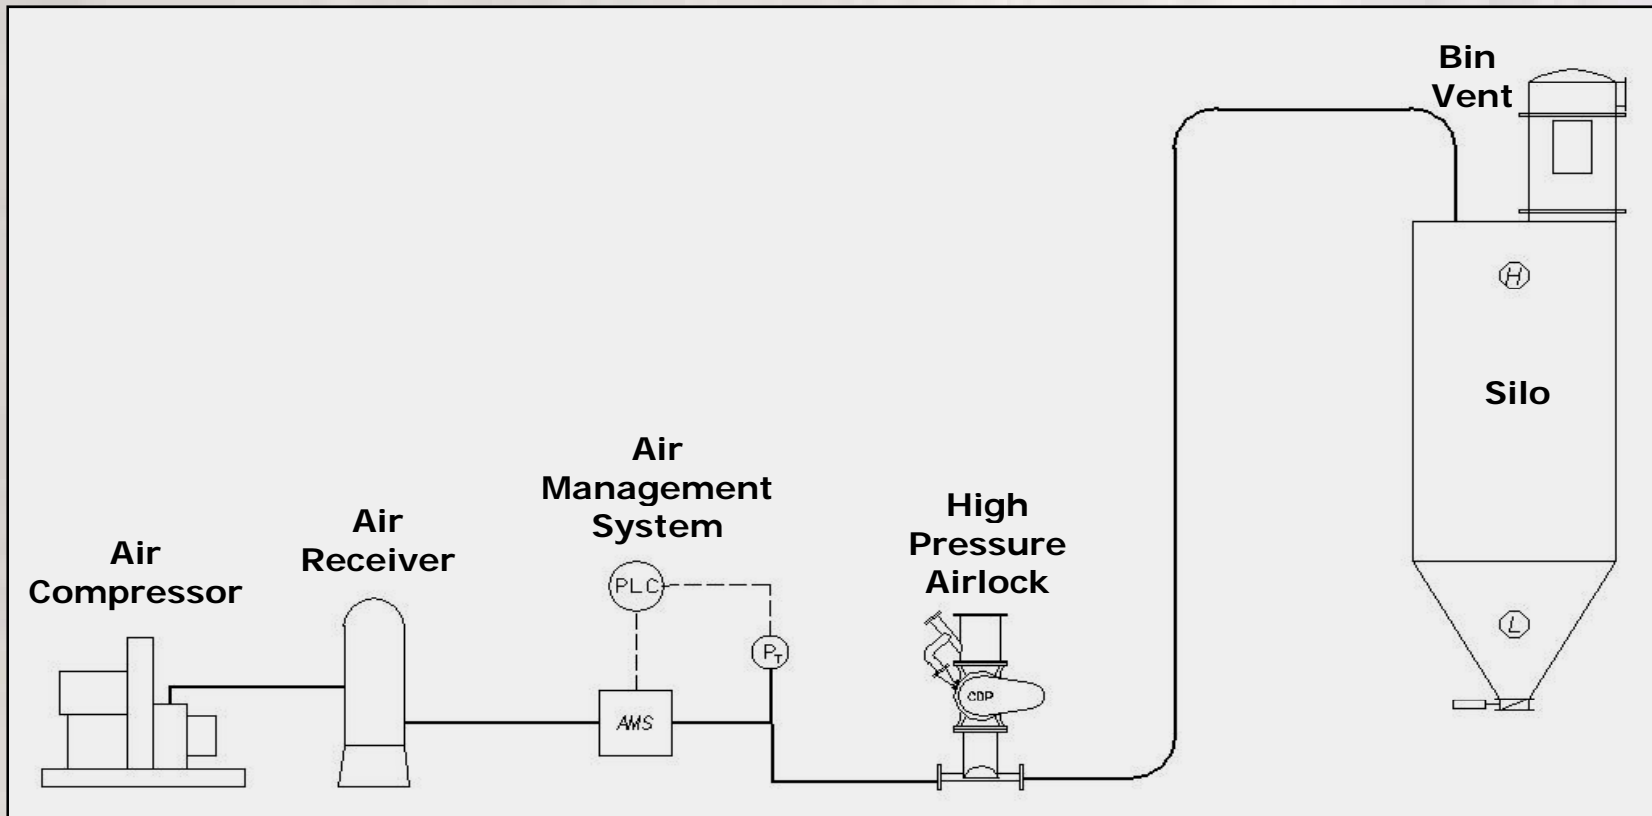 Bin
Vent
H
Silo
L
Air
Management
System
High
Pressure
Airlock
Air
Receiver
Air
Compressor
PLC
PT
AMS
CDP